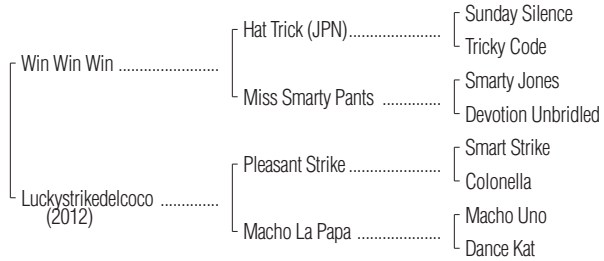 Sunday Silence
Hat Trick (JPN)....................
Tricky Code
Win Win Win ......................
Smarty Jones
Miss Smarty Pants .............
Devotion Unbridled
Smart Strike
Pleasant Strike ....................
Colonella
Luckystrikedelcoco .............
(2012)
Macho Uno
Macho La Papa ..................
Dance Kat